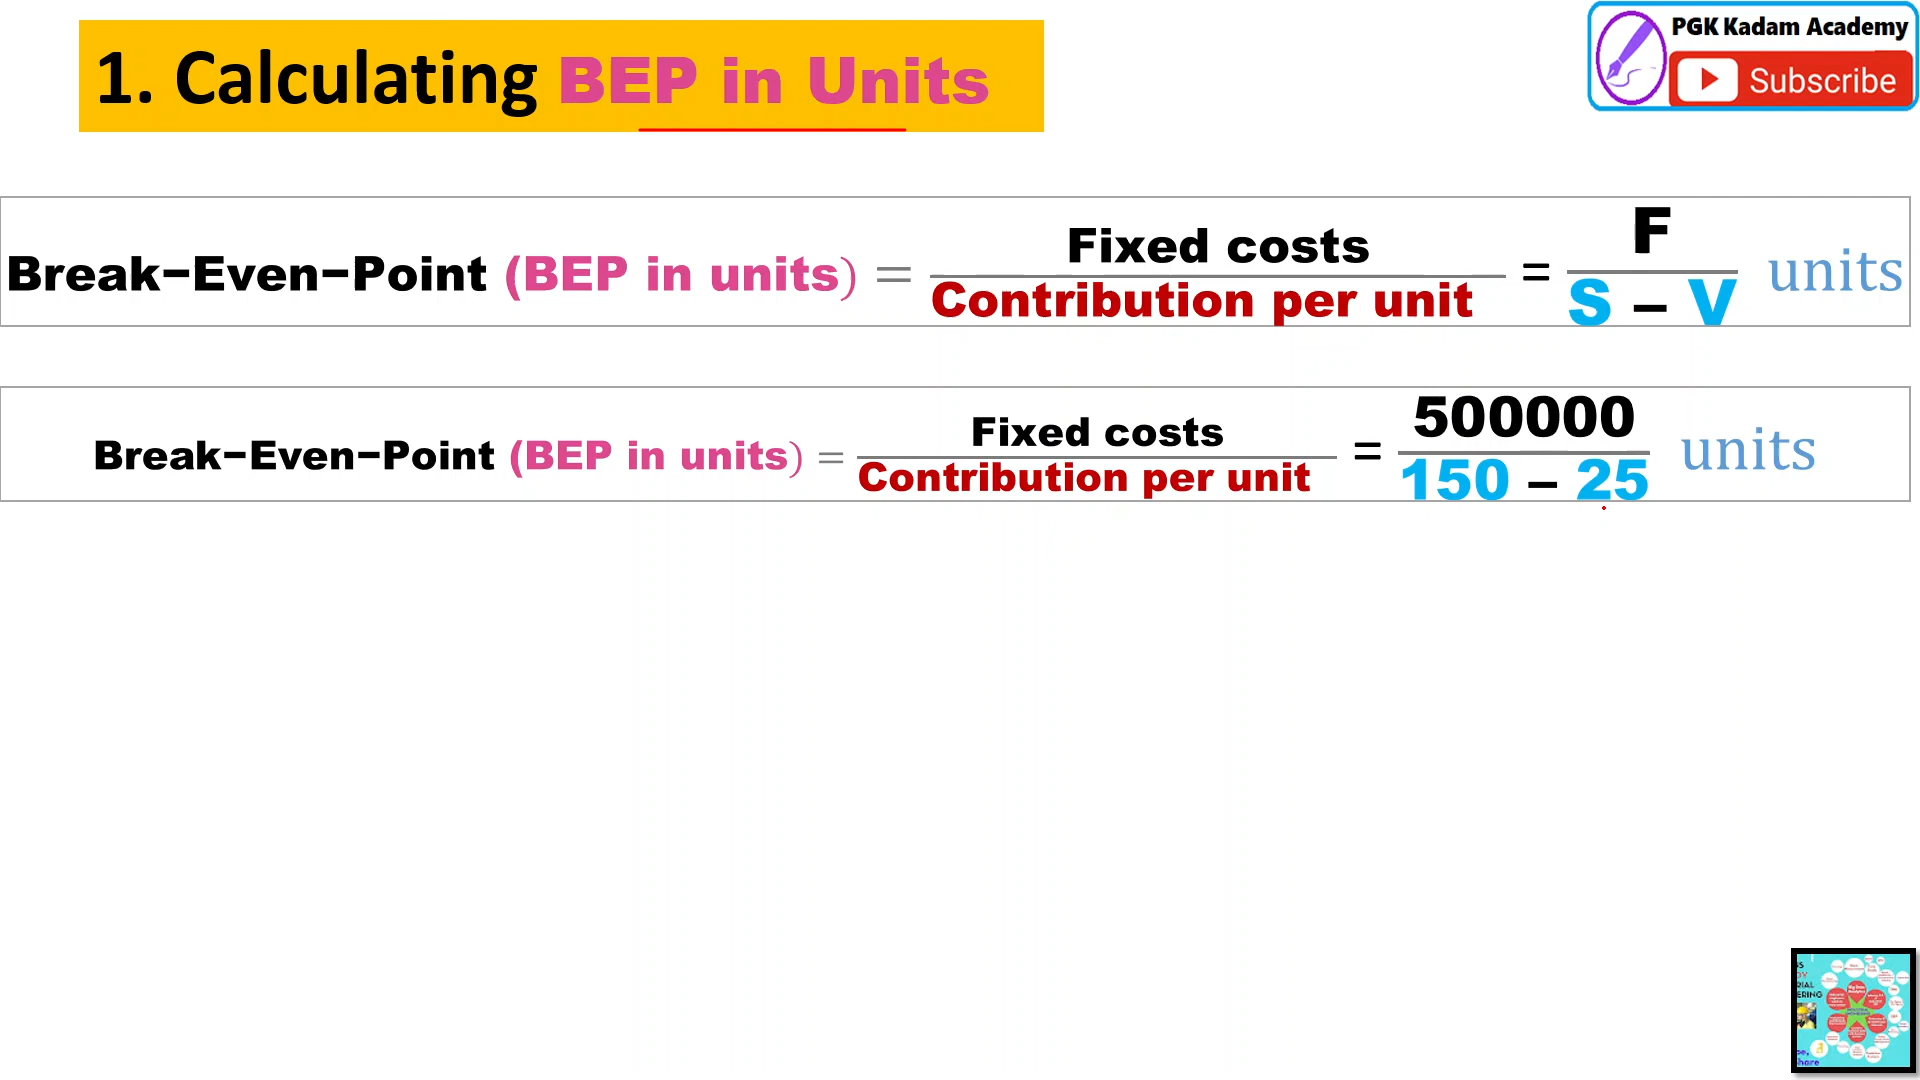 1. Calculating BEP in Units
PGK Kadam Academy
Subscribe
Break−Even−Point (BEP in units) = Fixed costs / Contribution per unit = F / S – V units
Break−Even−Point (BEP in units) = Fixed costs / Contribution per unit = 500000 / 150 – 25 units